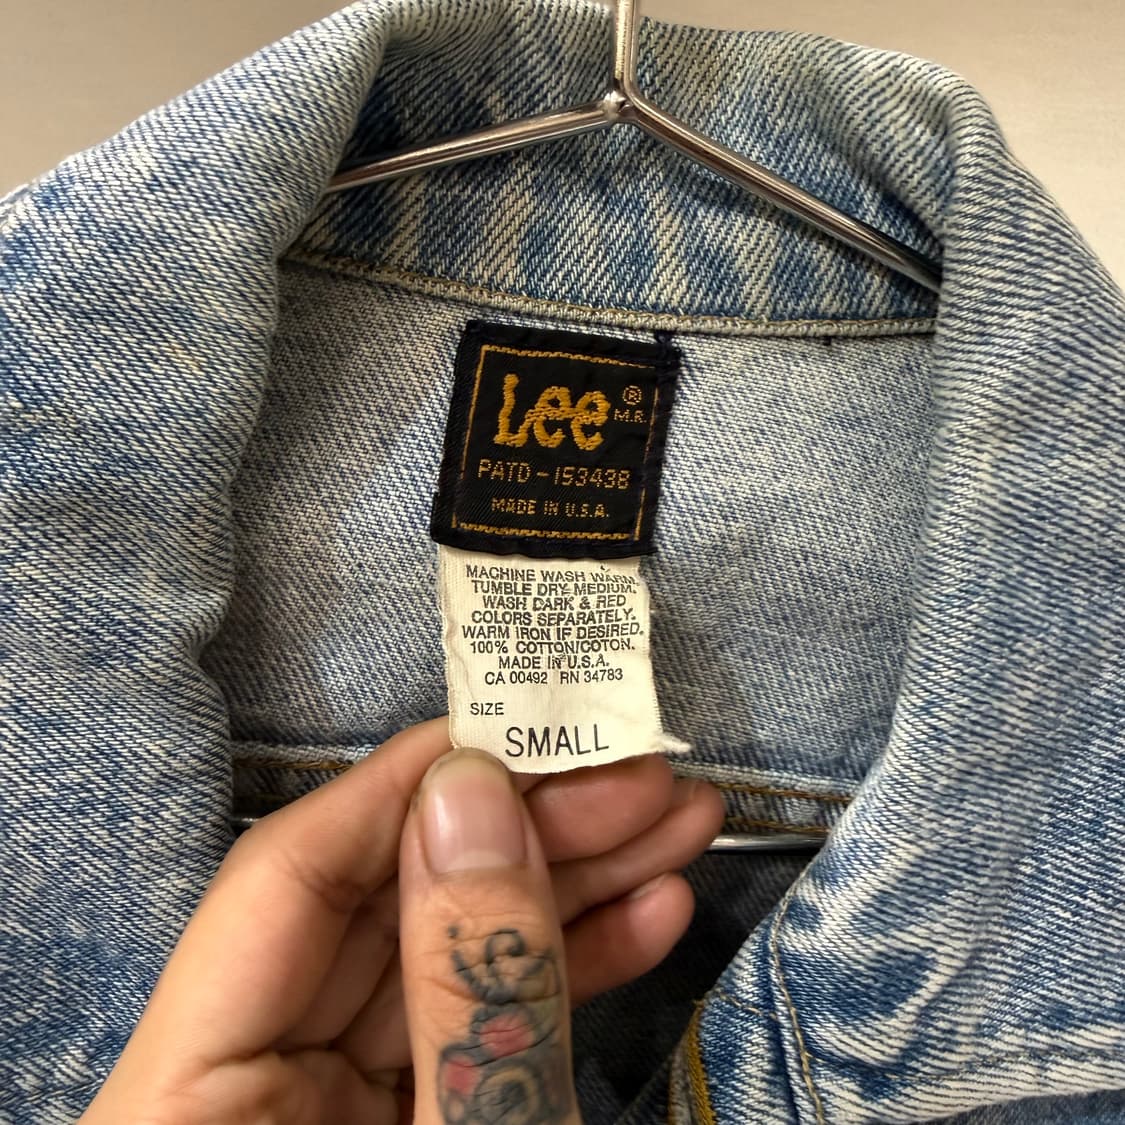 Lee ®
M.R.
PATD-153438
MADE IN U.S.A.
MACHINE WASH WARM.
TUMBLE DRY MEDIUM.
WASH DARK & RED
COLORS SEPARATELY.
WARM IRON IF DESIRED.
100% COTTON/COTON.
MADE IN U.S.A.
CA 00492 RN 34783
SIZE
SMALL